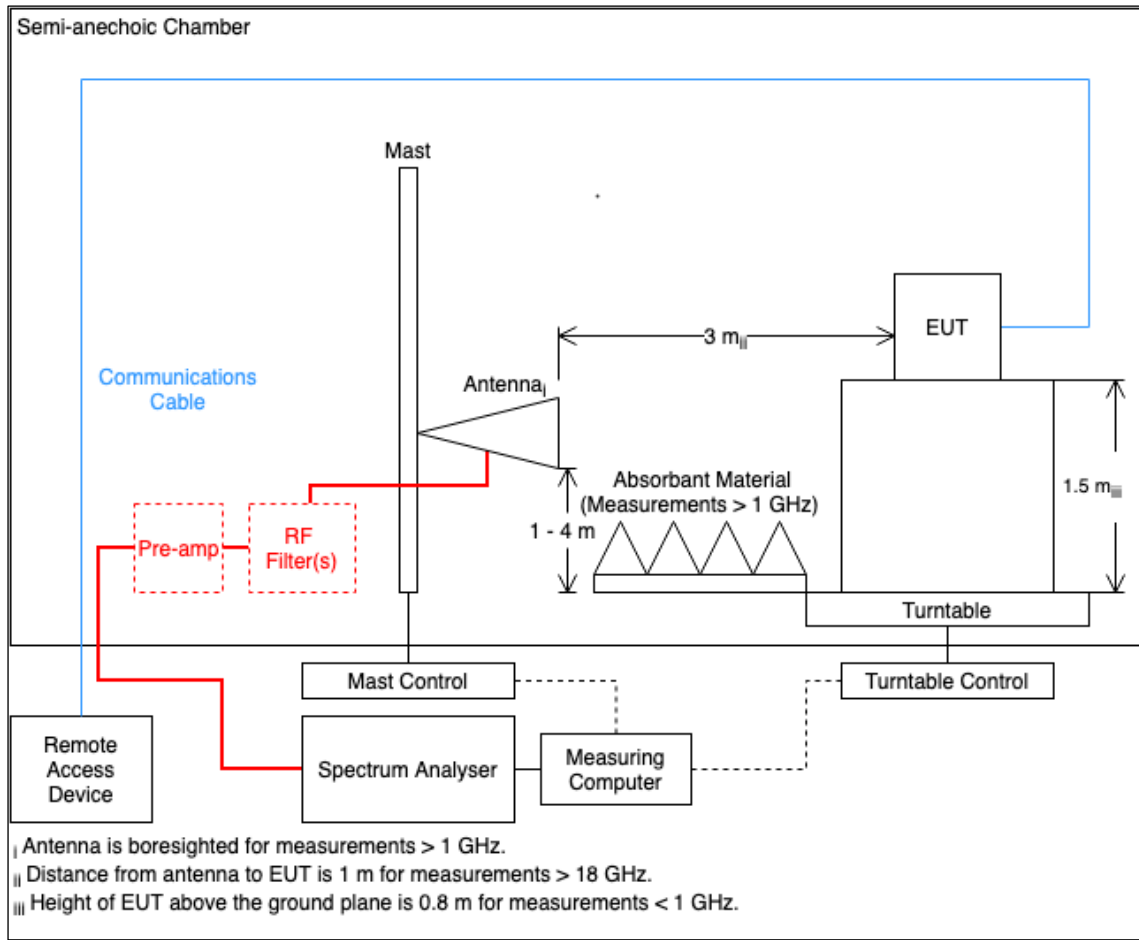 Semi-anechoic Chamber
Mast
EUT
3 m ii
Communications
Cable
Antenna i
Absorbant Material
(Measurements > 1 GHz)
1.5 m iii
1 - 4 m
Pre-amp
RF
Filter(s)
Turntable
Mast Control
Turntable Control
Remote
Access
Device
Spectrum Analyser
Measuring
Computer
i Antenna is boresighted for measurements > 1 GHz.
ii Distance from antenna to EUT is 1 m for measurements > 18 GHz.
iii Height of EUT above the ground plane is 0.8 m for measurements < 1 GHz.